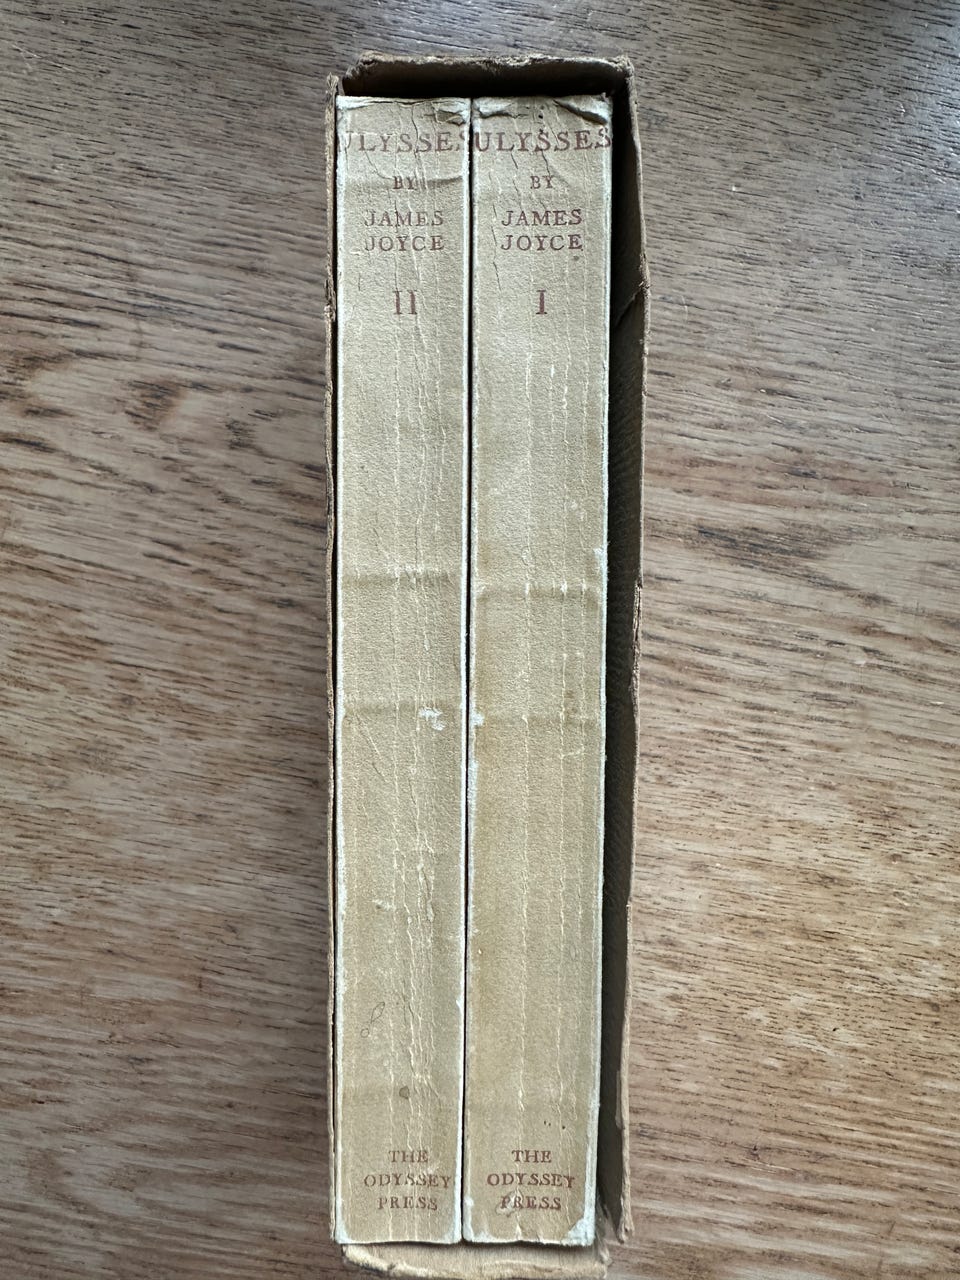 ULYSSES
BY
JAMES
JOYCE
II
THE
ODYSSEY
PRESS
ULYSSES
BY
JAMES
JOYCE
I
THE
ODYSSEY
PRESS